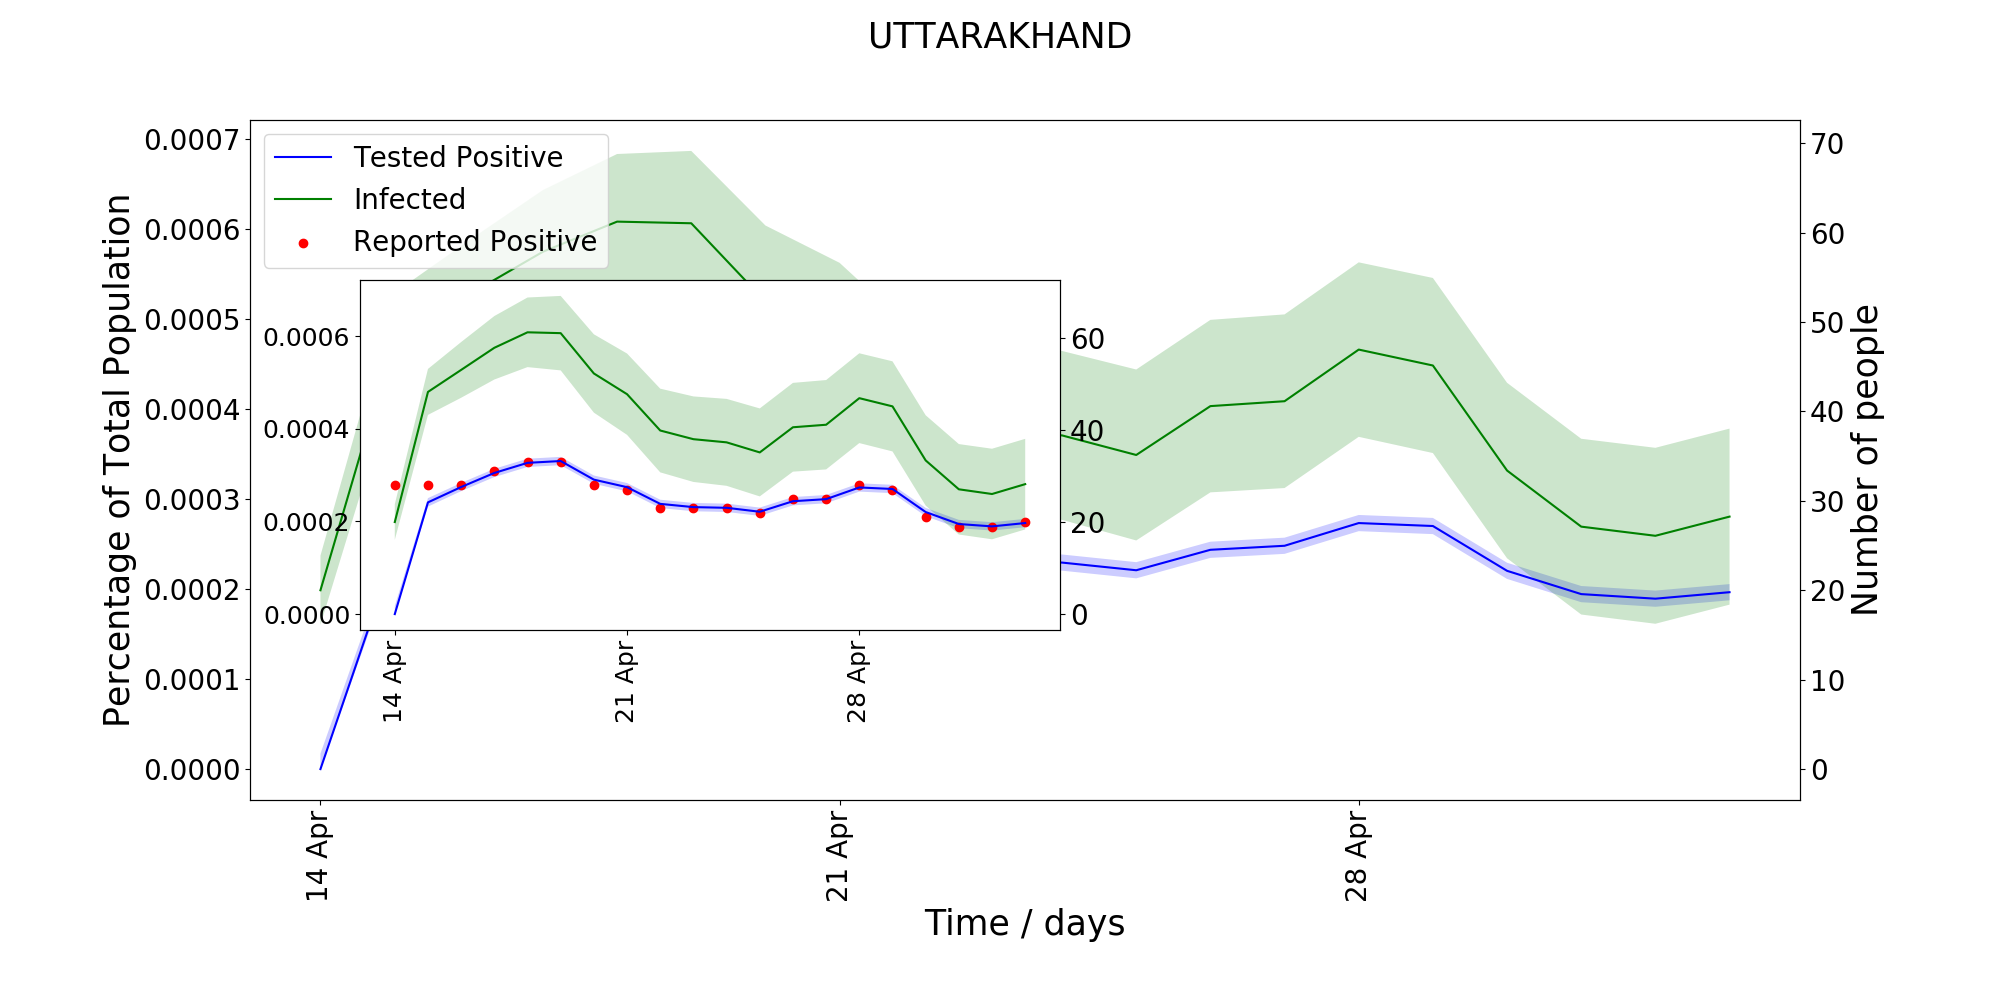 UTTARAKHAND
Tested Positive
Infected
Reported Positive
Percentage of Total Population
0.0007
0.0006
0.0005
0.0004
0.0003
0.0002
0.0001
0.0000
70
60
50
40
30
20
10
0
Number of people
0.0006
0.0004
0.0002
0.0000
60
40
20
0
14 Apr
21 Apr
28 Apr
14 Apr
21 Apr
28 Apr
Time / days